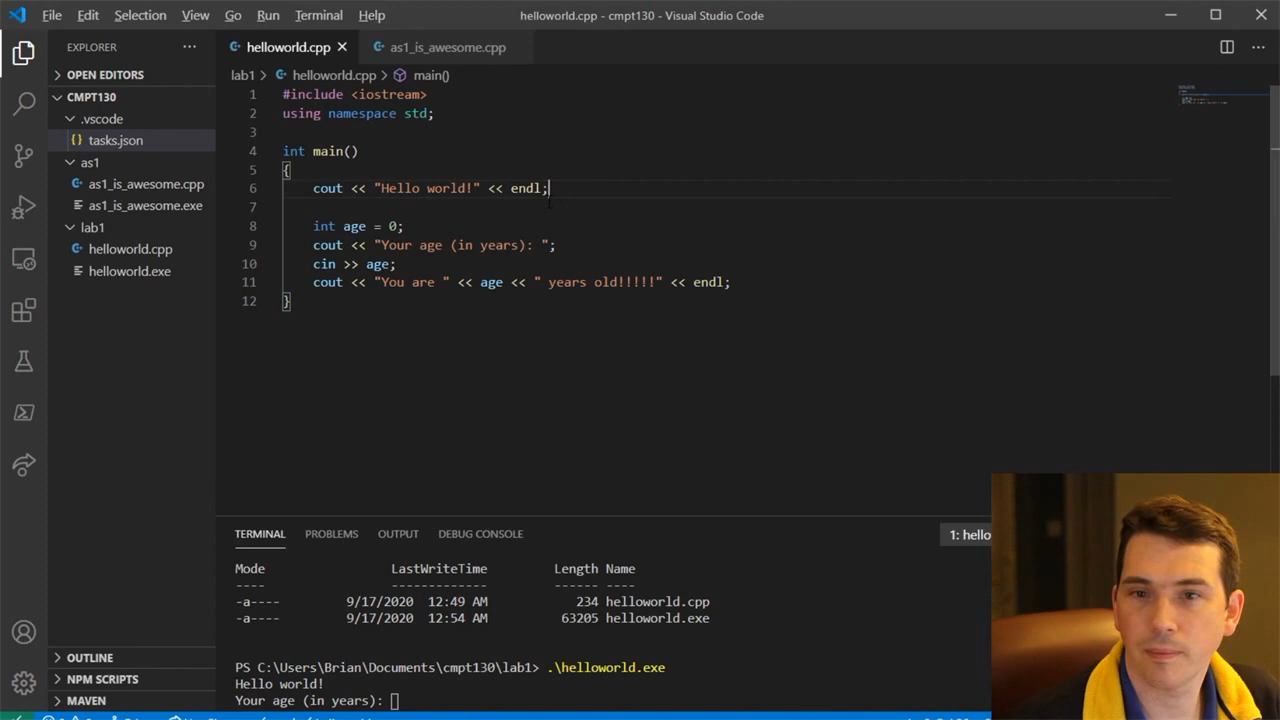 File Edit Selection View Go Run Terminal Help
helloworld.cpp - cmpt130 - Visual Studio Code
EXPLORER
helloworld.cpp
as1_is_awesome.cpp
OPEN EDITORS
CMPT130
.vscode
tasks.json
as1
as1_is_awesome.cpp
as1_is_awesome.exe
lab1
helloworld.cpp
helloworld.exe
OUTLINE
NPM SCRIPTS
MAVEN
lab1 > helloworld.cpp > main()
1 #include <iostream>
2 using namespace std;
3
4 int main()
5 {
6 cout << "Hello world!" << endl;
7
8 int age = 0;
9 cout << "Your age (in years): ";
10 cin >> age;
11 cout << "You are " << age << " years old!!!!!" << endl;
12 }
TERMINAL PROBLEMS OUTPUT DEBUG CONSOLE
1: hello
Mode LastWriteTime Length Name
---- ------------- ------ ----
-a---- 9/17/2020 12:49 AM 234 helloworld.cpp
-a---- 9/17/2020 12:54 AM 63205 helloworld.exe
PS C:\Users\Brian\Documents\cmpt130\lab1> .\helloworld.exe
Hello world!
Your age (in years):